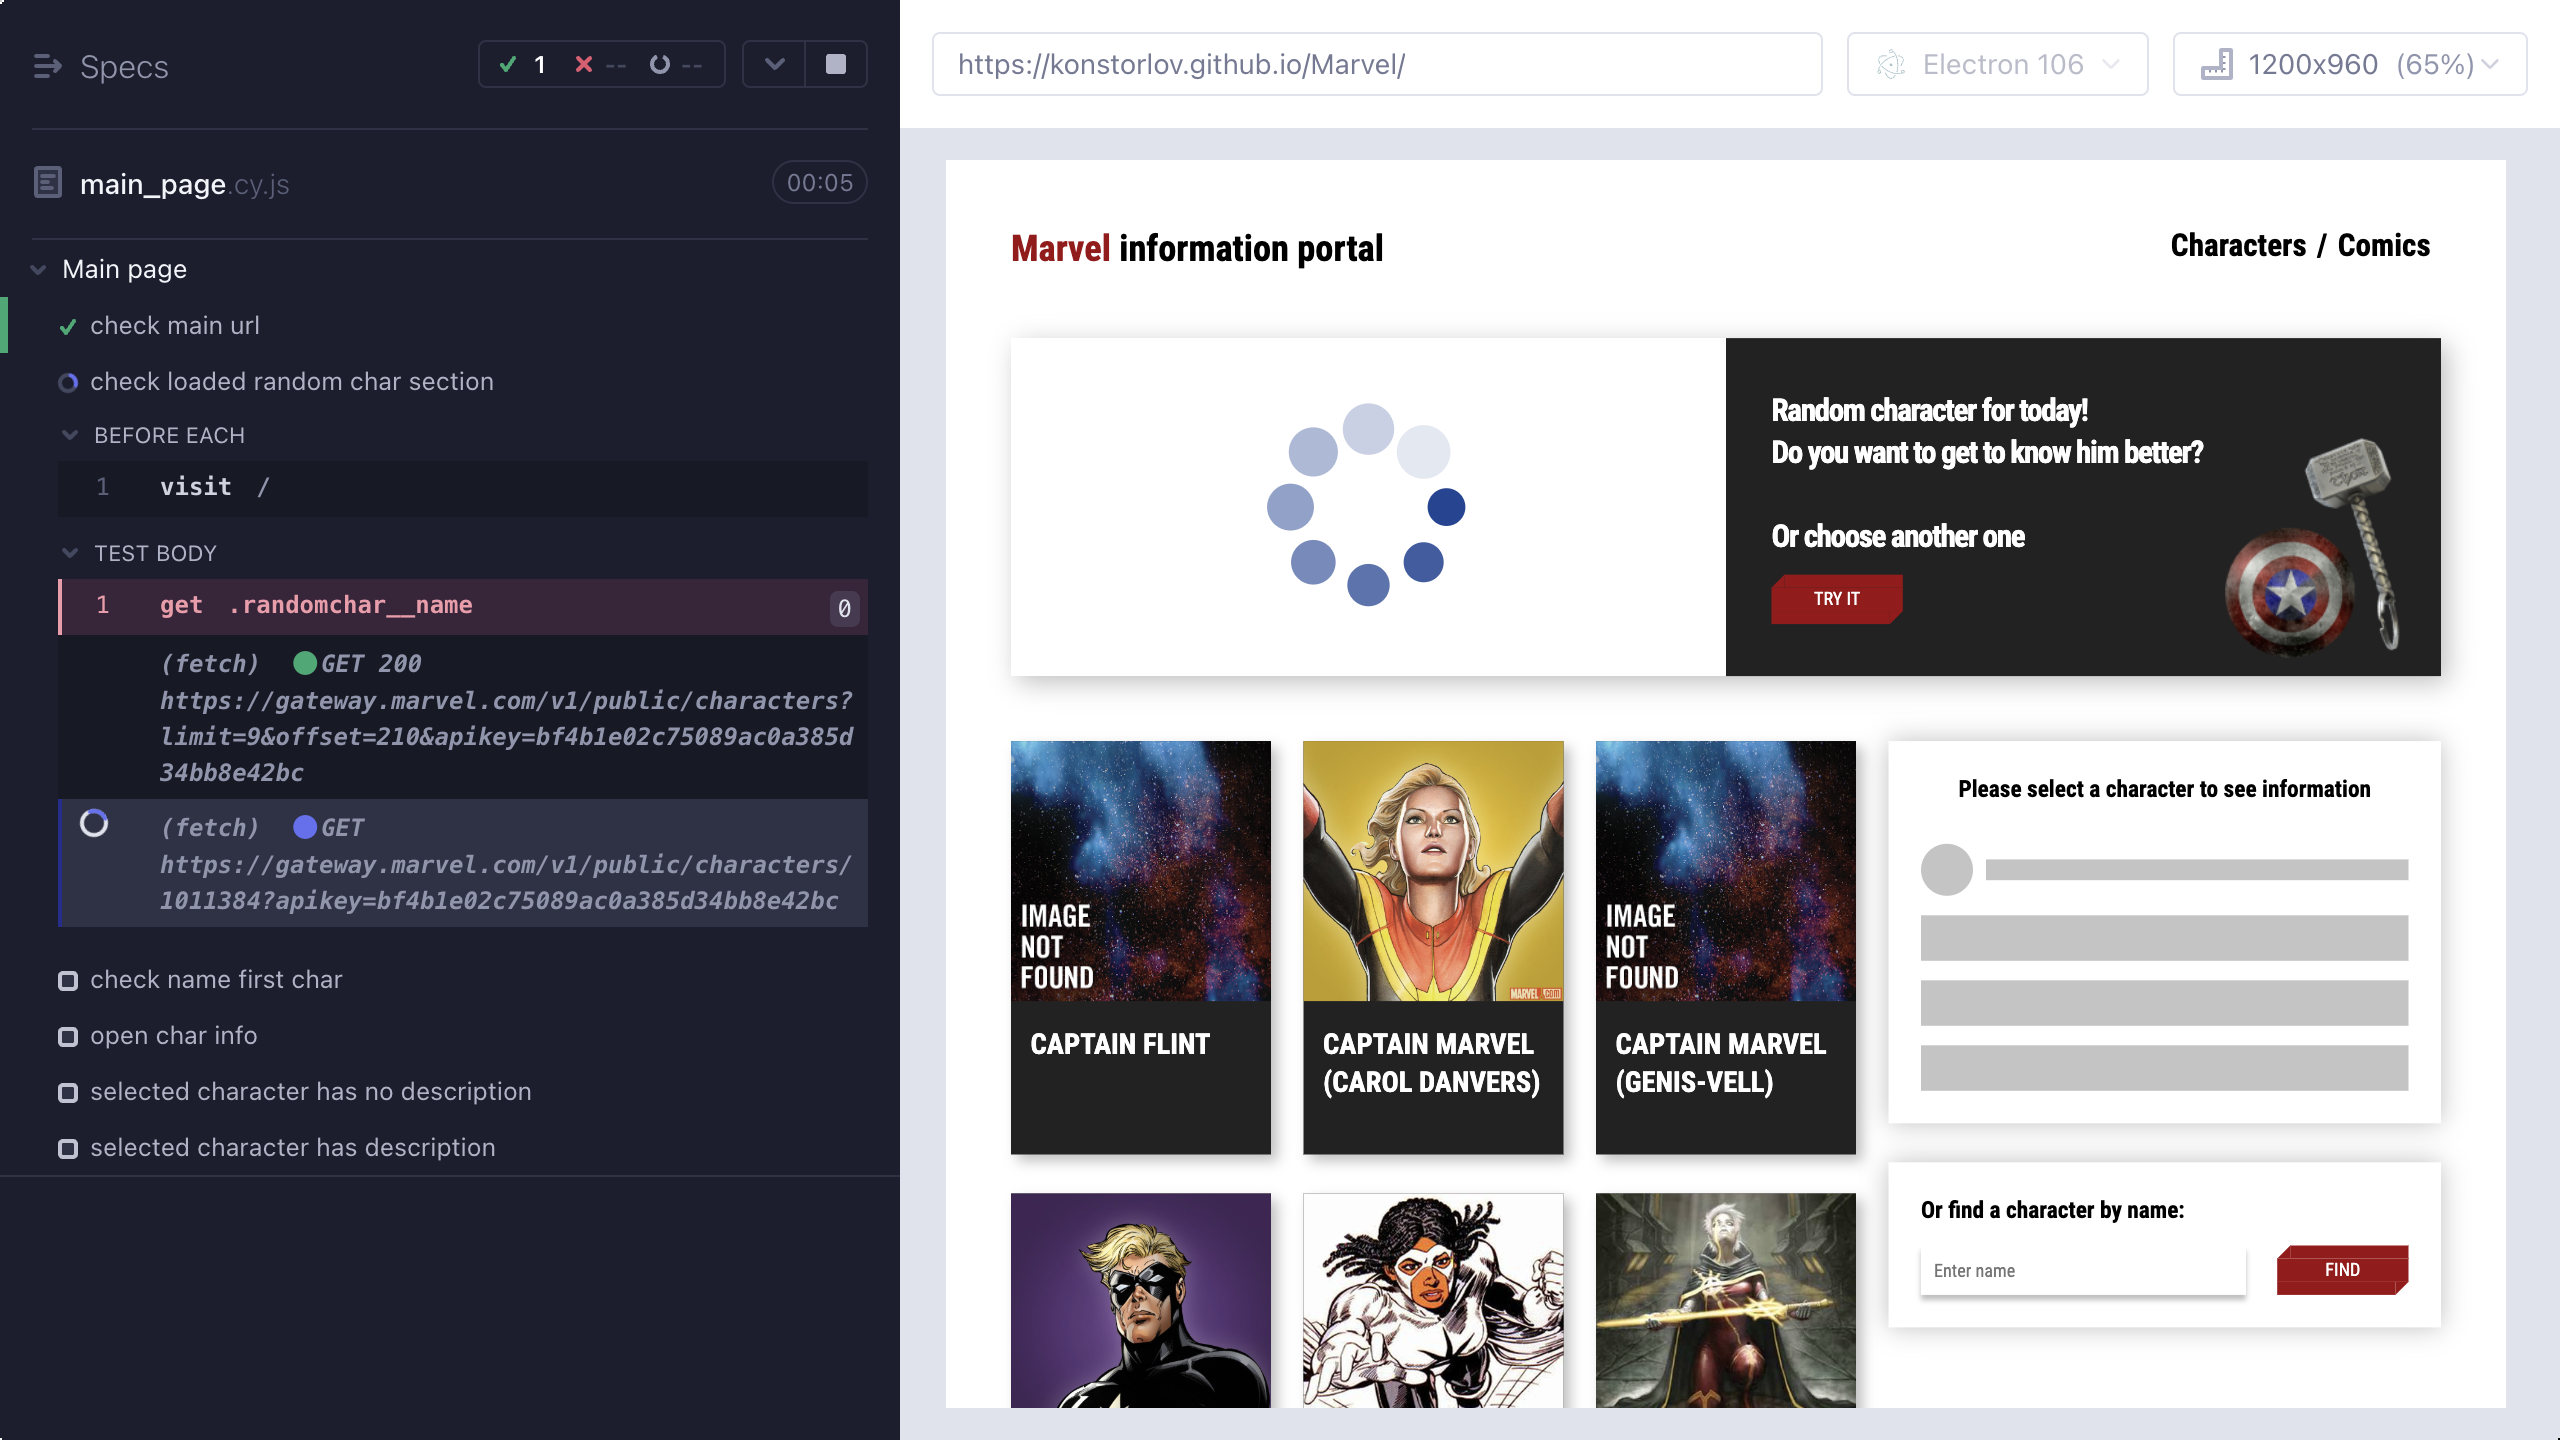 Specs
1
--
--
main_page.cy.js
00:05
Main page
check main url
check loaded random char section
BEFORE EACH
1 visit /
TEST BODY
1 get .randomchar__name 0
(fetch) GET 200
https://gateway.marvel.com/v1/public/characters?
limit=9&offset=210&apikey=bf4b1e02c75089ac0a385d
34bb8e42bc
(fetch) GET
https://gateway.marvel.com/v1/public/characters/
1011384?apikey=bf4b1e02c75089ac0a385d34bb8e42bc
check name first char
open char info
selected character has no description
selected character has description
https://konstorlov.github.io/Marvel/
Electron 106
1200x960 (65%)
Marvel information portal
Characters / Comics
Random character for today!
Do you want to get to know him better?
Or choose another one
TRY IT
IMAGE
NOT
FOUND
CAPTAIN FLINT
MARVEL.com
CAPTAIN MARVEL
(CAROL DANVERS)
IMAGE
NOT
FOUND
CAPTAIN MARVEL
(GENIS-VELL)
Please select a character to see information
Or find a character by name:
Enter name
FIND